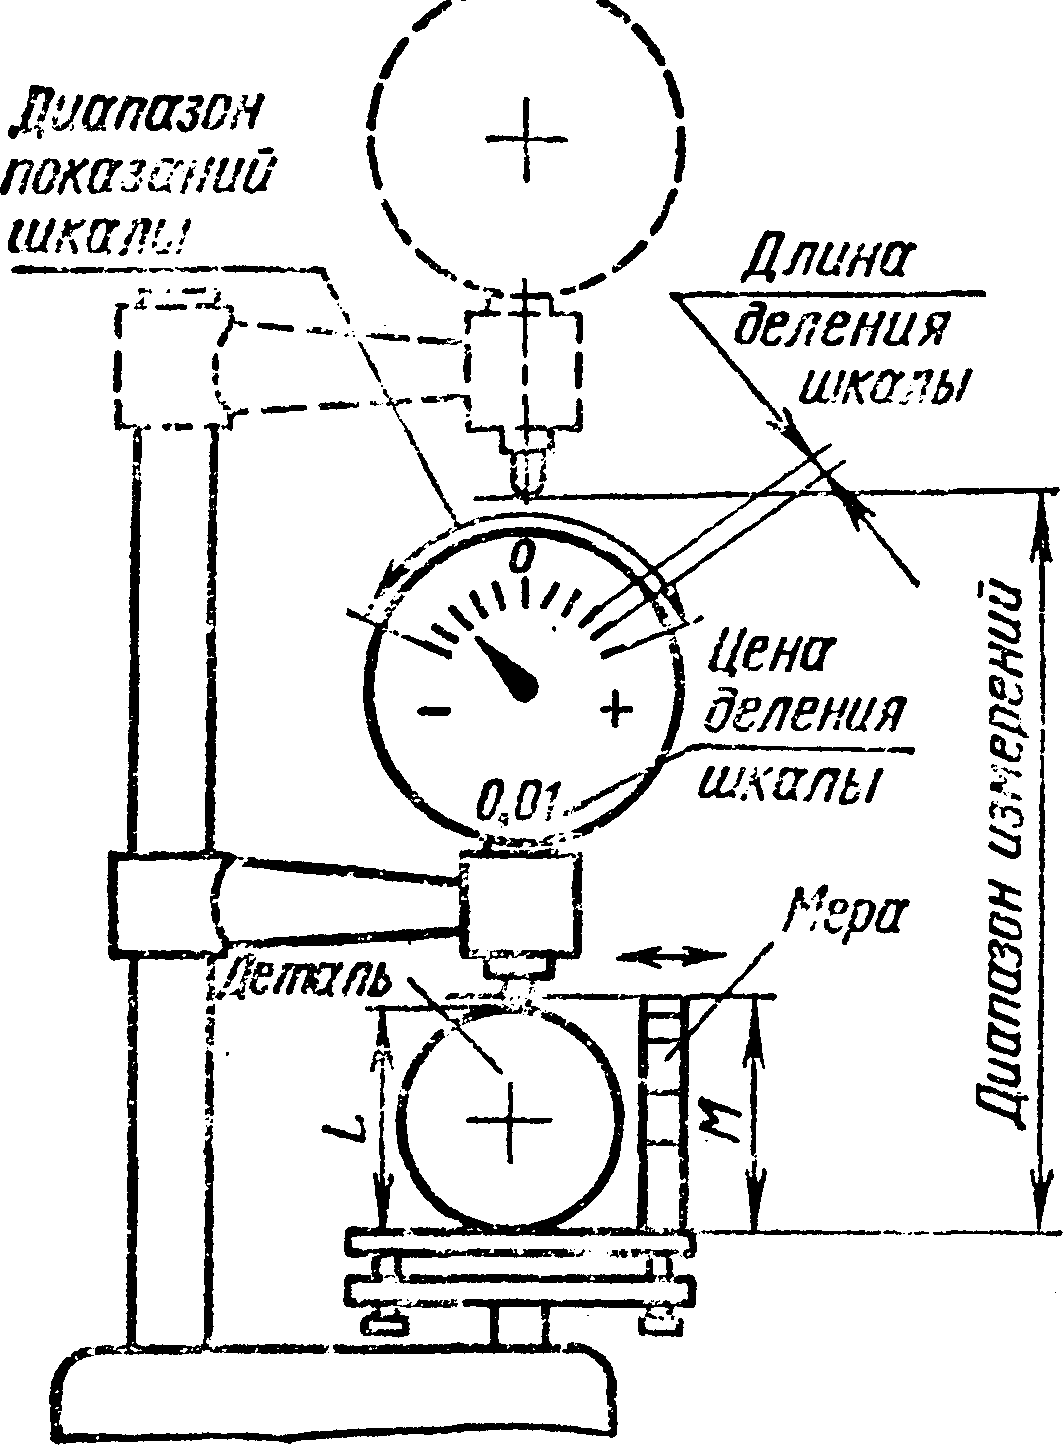 Диапазон
показаний
шкалы
Длина
деления
шкалы
0
Цена
деления
шкалы
- +
0,01
Диапазон измерений
Мера
Деталь
L
M